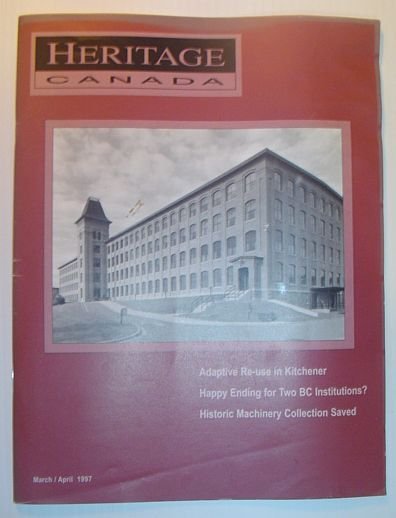 HERITAGE
CANADA
Adaptive Re-use in Kitchener
Happy Ending for Two BC Institutions?
Historic Machinery Collection Saved
March / April 1997